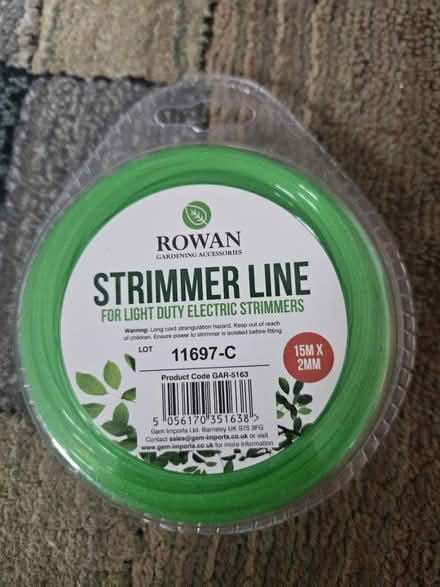 ROWAN
GARDENING ACCESSORIES
STRIMMER LINE
FOR LIGHT DUTY ELECTRIC STRIMMERS
Warning: Long cord strangulation hazard. Keep out of reach
of children. Ensure power to strimmer is isolated before fitting.
LOT 11697-C
15M X
2MM
Product Code GAR-5163
5 056170 351638 >
Gem Imports Ltd. Barnsley UK S75 3FG
Contact sales@gem-imports.co.uk or visit
www.gem-imports.co.uk for more information